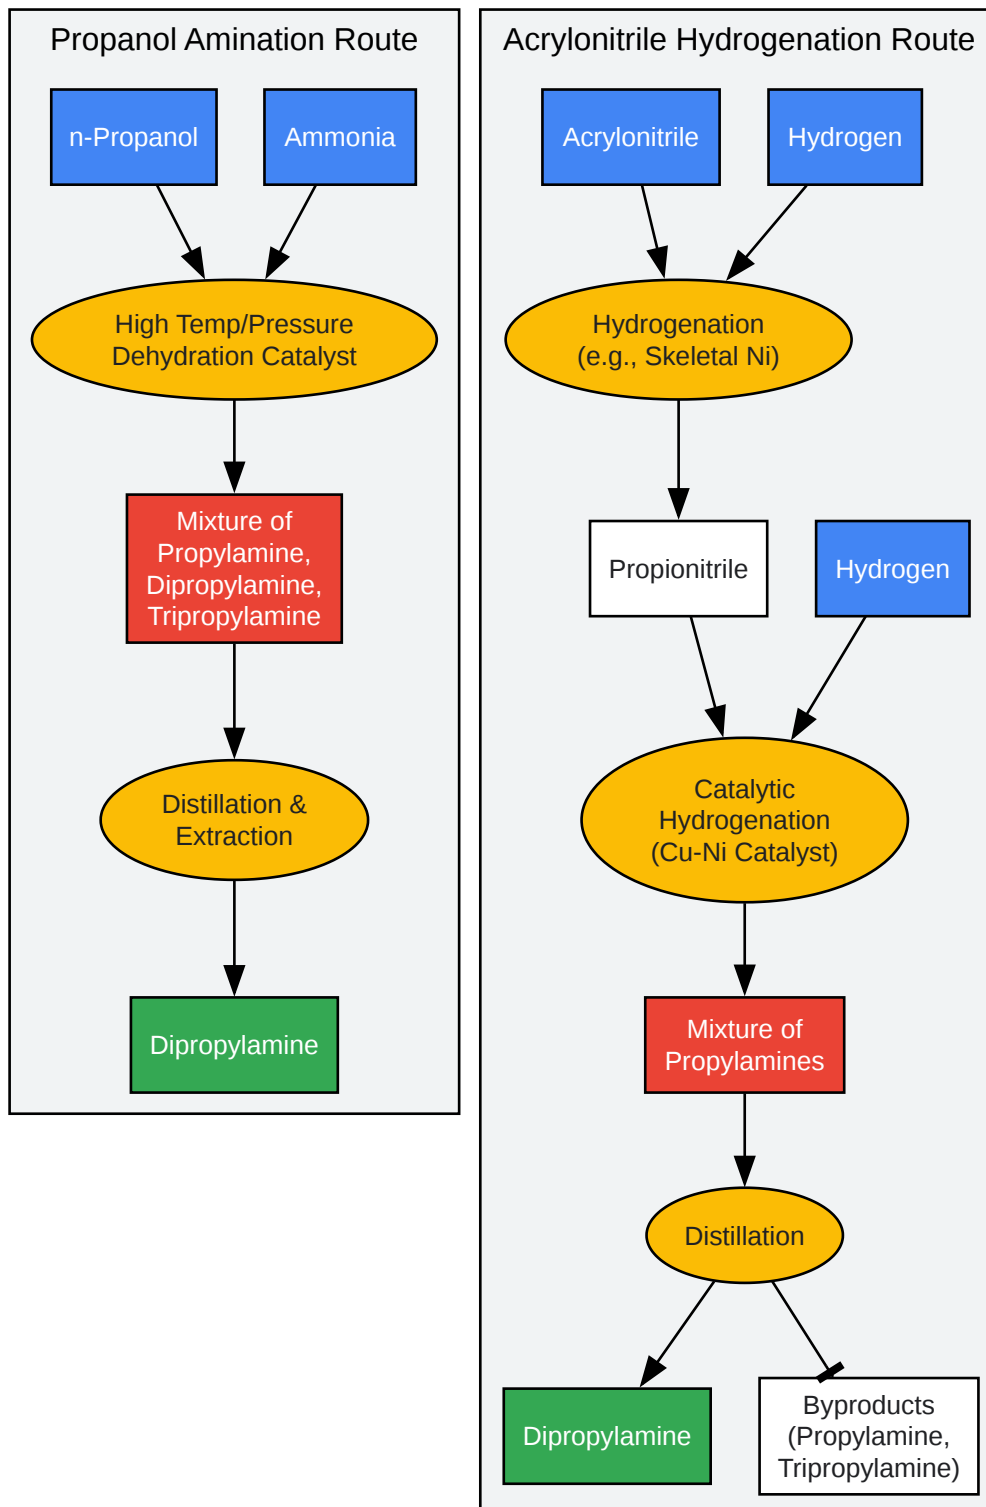 Propanol Amination Route
n-Propanol
Ammonia
High Temp/Pressure
Dehydration Catalyst
Mixture of
Propylamine,
Dipropylamine,
Tripropylamine
Distillation &
Extraction
Dipropylamine
Acrylonitrile Hydrogenation Route
Acrylonitrile
Hydrogen
Hydrogenation
(e.g., Skeletal Ni)
Propionitrile
Hydrogen
Catalytic
Hydrogenation
(Cu-Ni Catalyst)
Mixture of
Propylamines
Distillation
Dipropylamine
Byproducts
(Propylamine,
Tripropylamine)